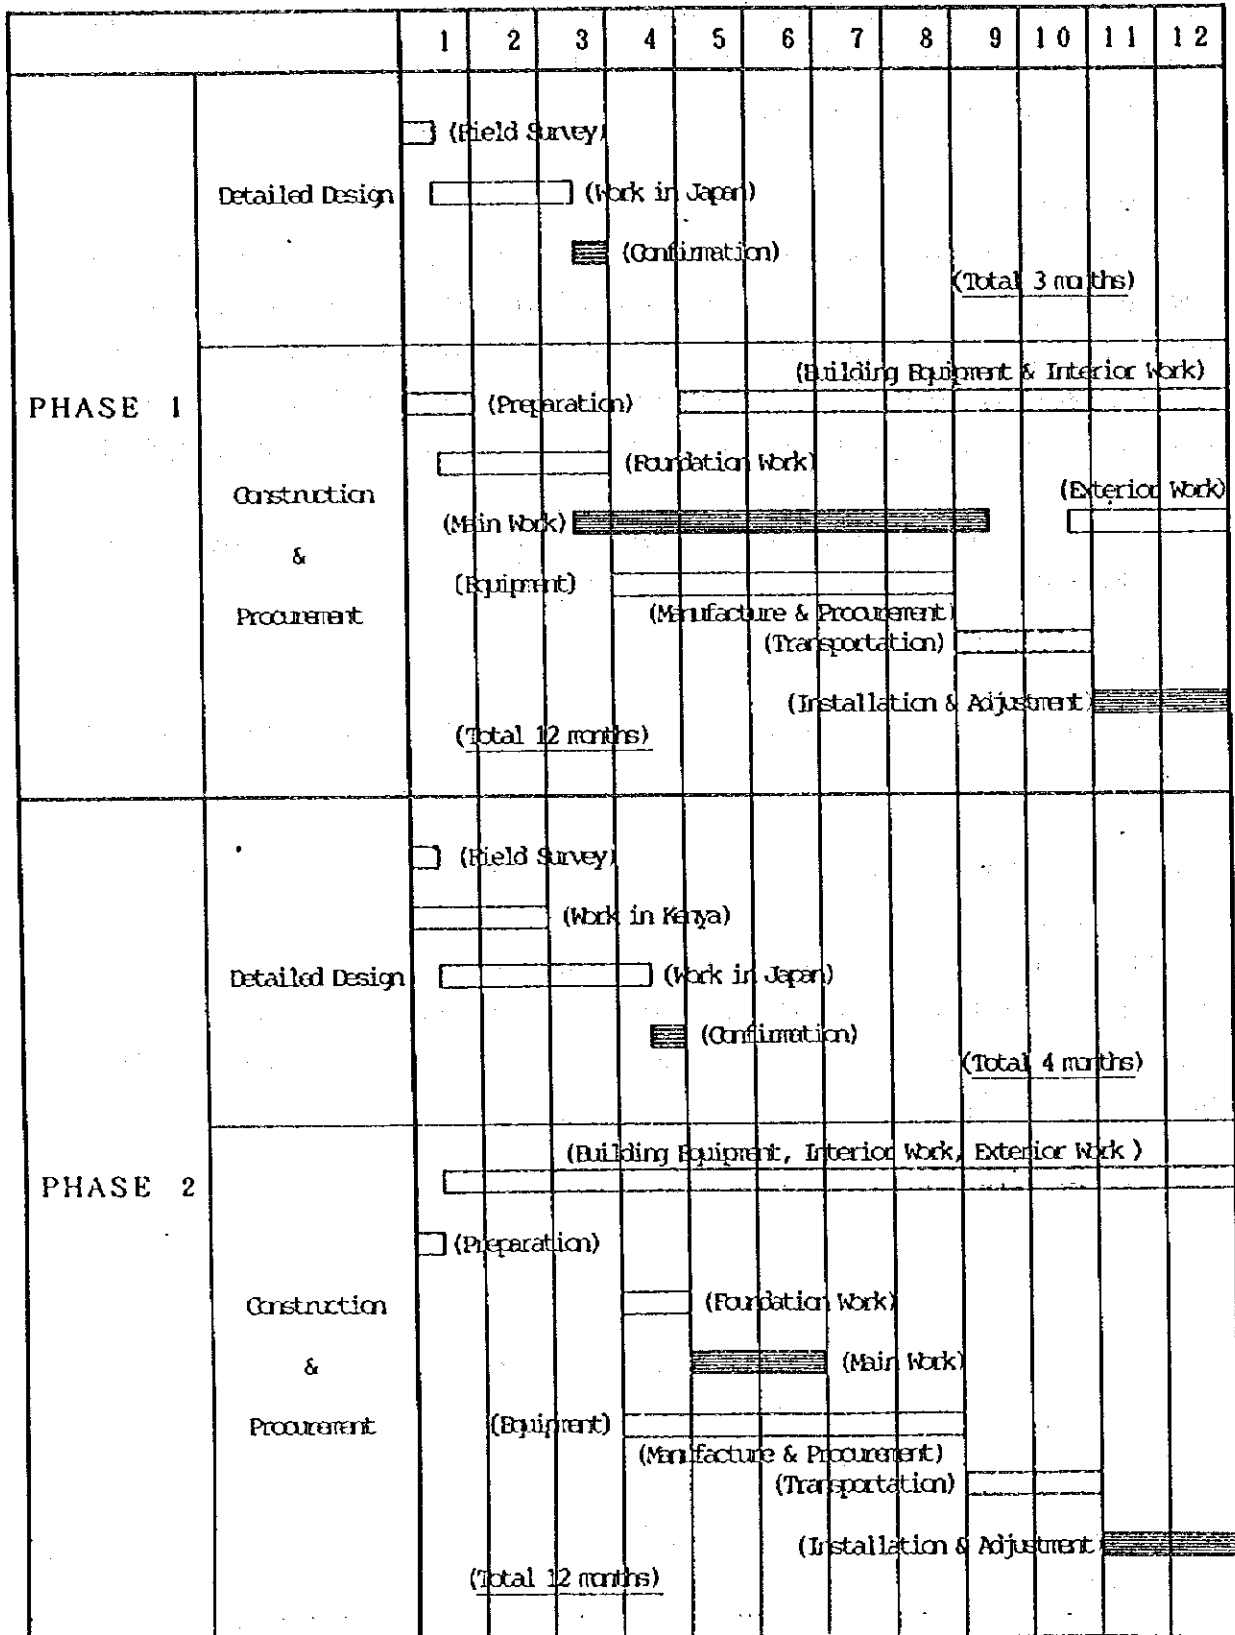 1 2 3 4 5 6 7 8 9 10 11 12
(Field Survey)
Detailed Design
(Work in Japan)
(Confirmation)
(Total 3 months)
(Building Equipment & Interior Work)
PHASE 1
(Preparation)
(Foundation Work)
Construction
(Exterior Work)
(Main Work)
&
(Equipment)
Procurement
(Manufacture & Procurement)
(Transportation)
(Installation & Adjustment)
(Total 12 months)
(Field Survey)
(Work in Kenya)
Detailed Design
(Work in Japan)
(Confirmation)
(Total 4 months)
(Building Equipment, Interior Work, Exterior Work )
PHASE 2
(Preparation)
Construction
(Foundation Work)
&
(Main Work)
Procurement
(Equipment)
(Manufacture & Procurement)
(Transportation)
(Installation & Adjustment)
(Total 12 months)